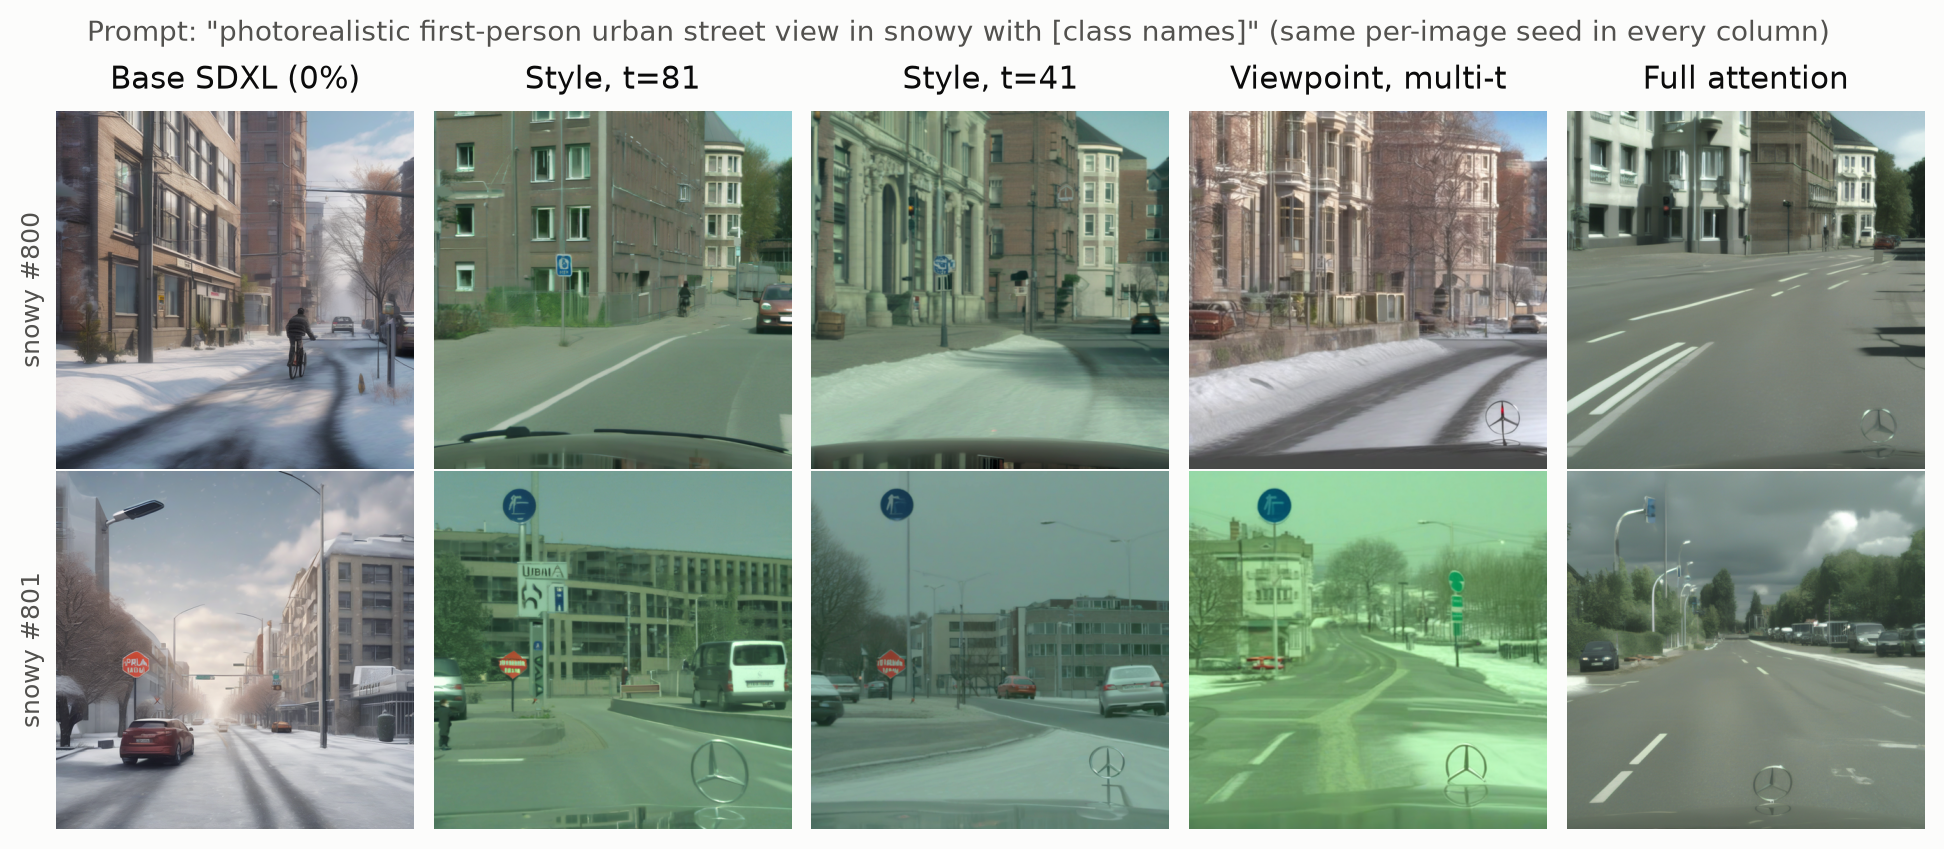 Prompt: "photorealistic first-person urban street view in snowy with [class names]" (same per-image seed in every column)
Base SDXL (0%)
Style, t=81
Style, t=41
Viewpoint, multi-t
Full attention
snowy #800
snowy #801